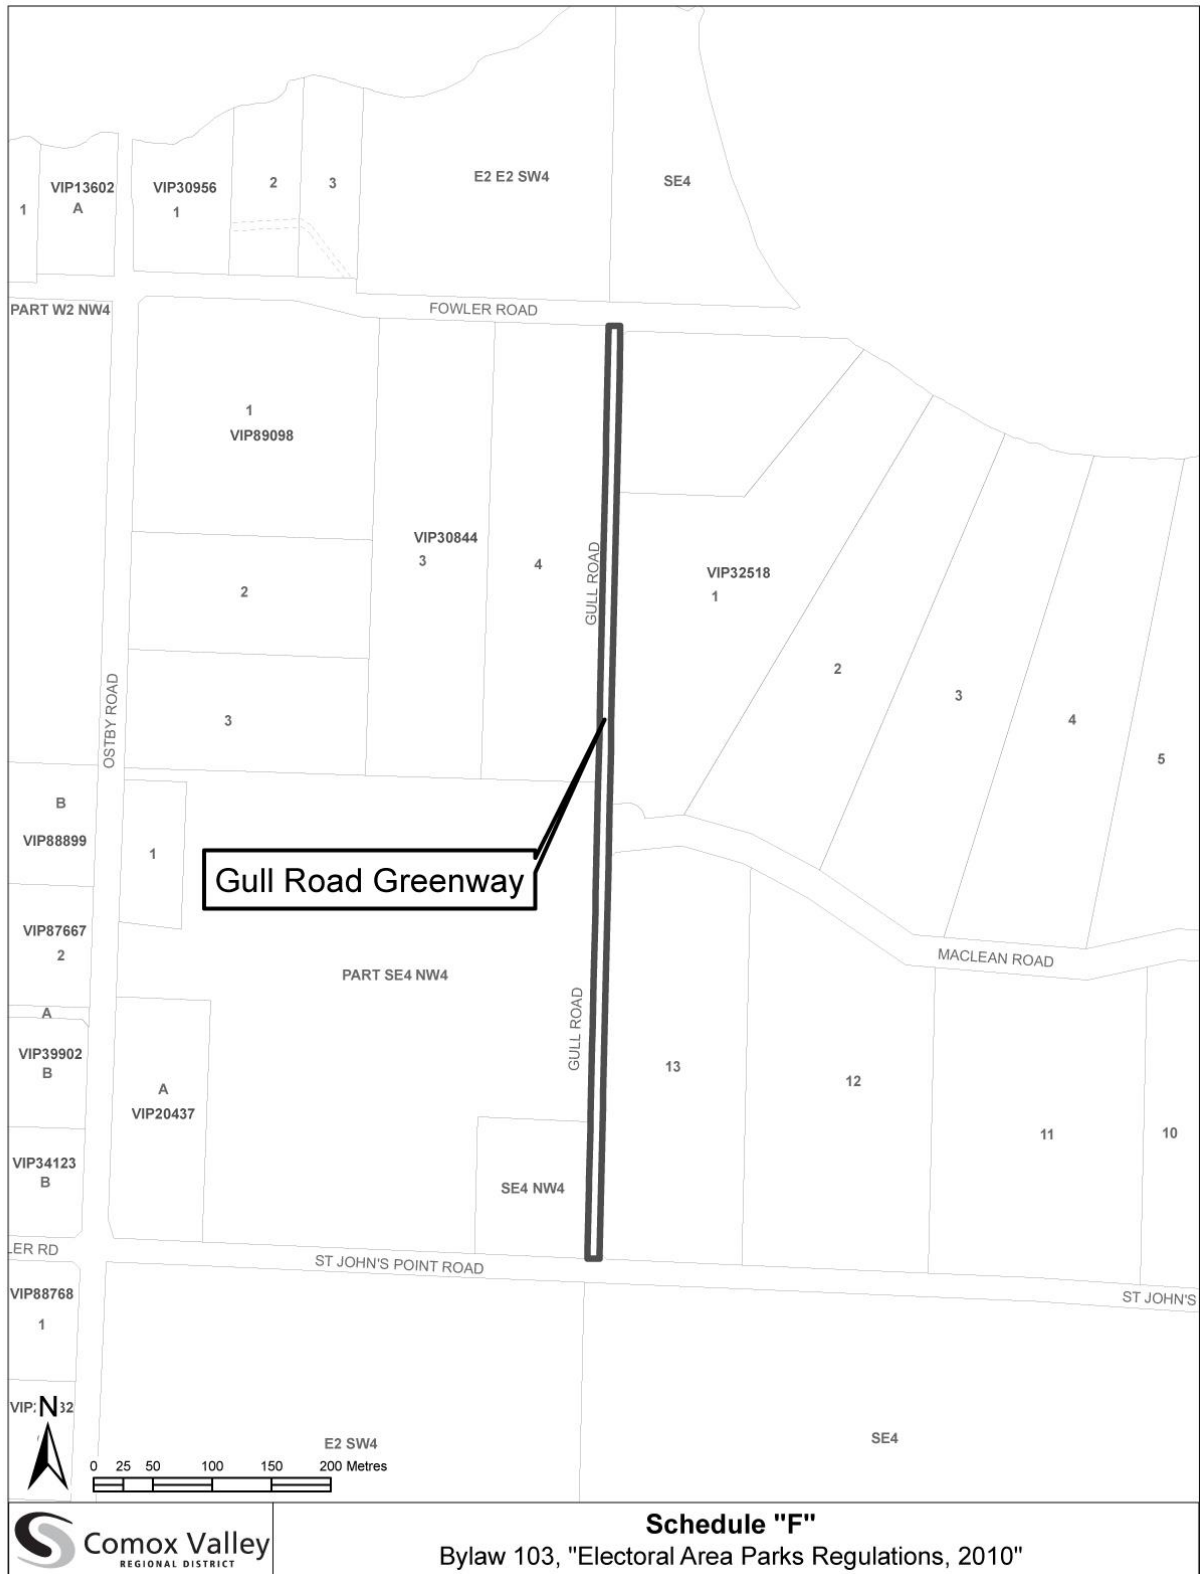 E2 E2 SW4
SE4
VIP13602
A
VIP30956
1
2
3
1
PART W2 NW4
FOWLER ROAD
1
VIP89098
VIP30844
3
4
GULL ROAD
VIP32518
1
2
2
3
4
5
OSTBY ROAD
3
B
VIP88899
1
Gull Road Greenway
VIP87667
2
PART SE4 NW4
MACLEAN ROAD
A
VIP39902
B
GULL ROAD
A
VIP20437
13
12
11
10
VIP34123
B
SE4 NW4
LER RD
ST JOHN'S POINT ROAD
VIP88768
1
ST JOHN'S
N
E2 SW4
SE4
0 25 50 100 150 200 Metres
Comox Valley
REGIONAL DISTRICT
Schedule "F"
Bylaw 103, "Electoral Area Parks Regulations, 2010"